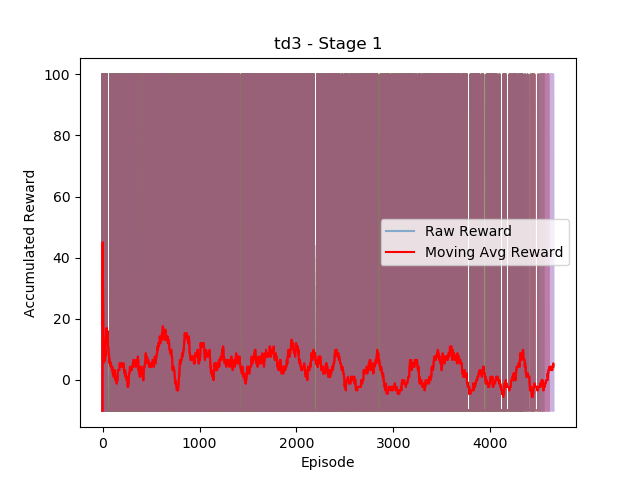 td3 - Stage 1
Accumulated Reward
100
80
60
40
20
0
Raw Reward
Moving Avg Reward
0
1000
2000
3000
4000
Episode